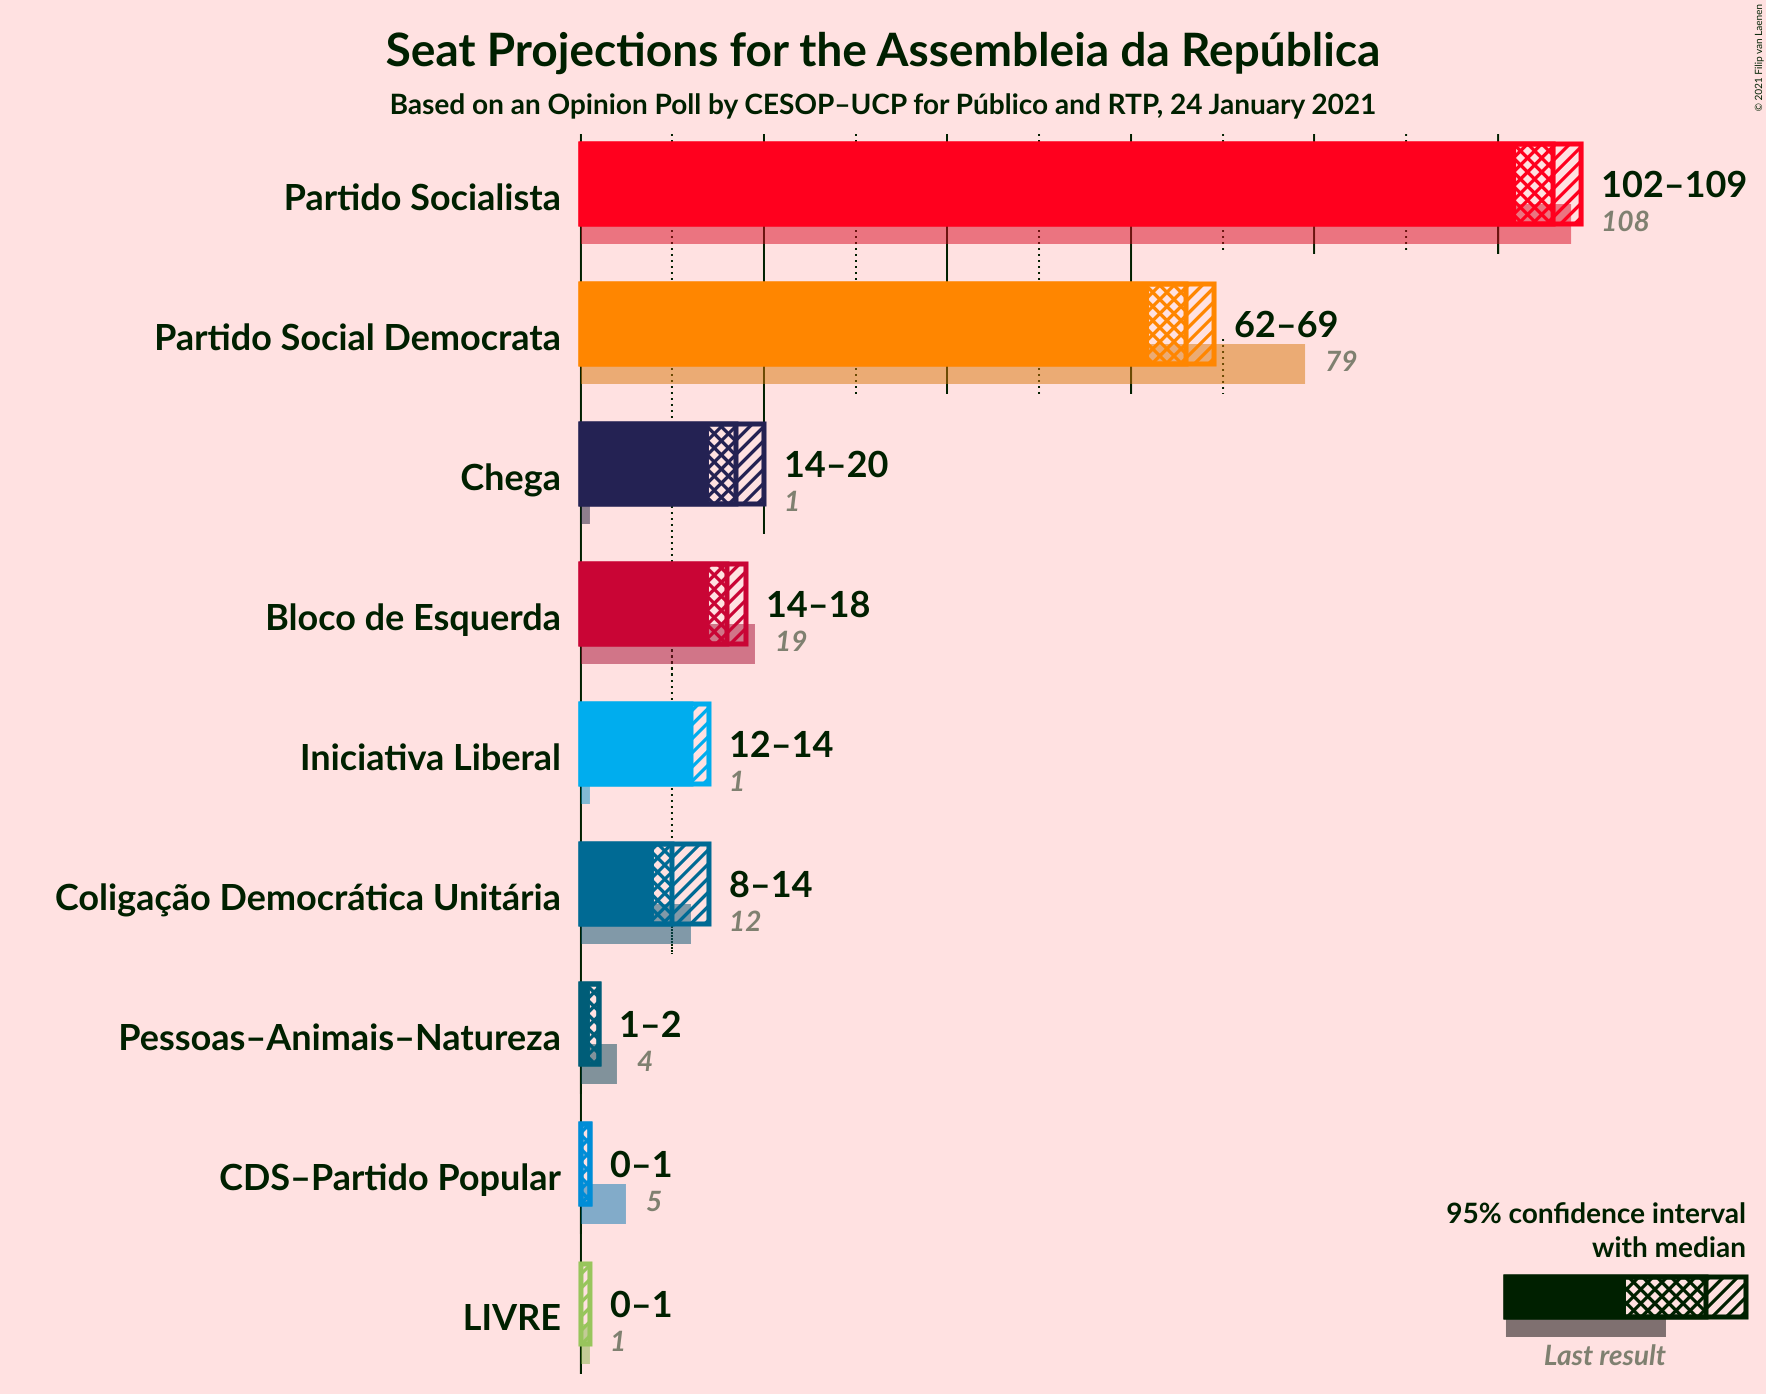 Seat Projections for the Assembleia da República
Based on an Opinion Poll by CESOP–UCP for Público and RTP, 24 January 2021
© 2021 Filip van Laenen
Partido Socialista
102–109
108
Partido Social Democrata
62–69
79
Chega
14–20
1
Bloco de Esquerda
14–18
19
Iniciativa Liberal
12–14
1
Coligação Democrática Unitária
8–14
12
Pessoas–Animais–Natureza
1–2
4
CDS–Partido Popular
0–1
5
LIVRE
0–1
1
95% confidence interval
with median
Last result